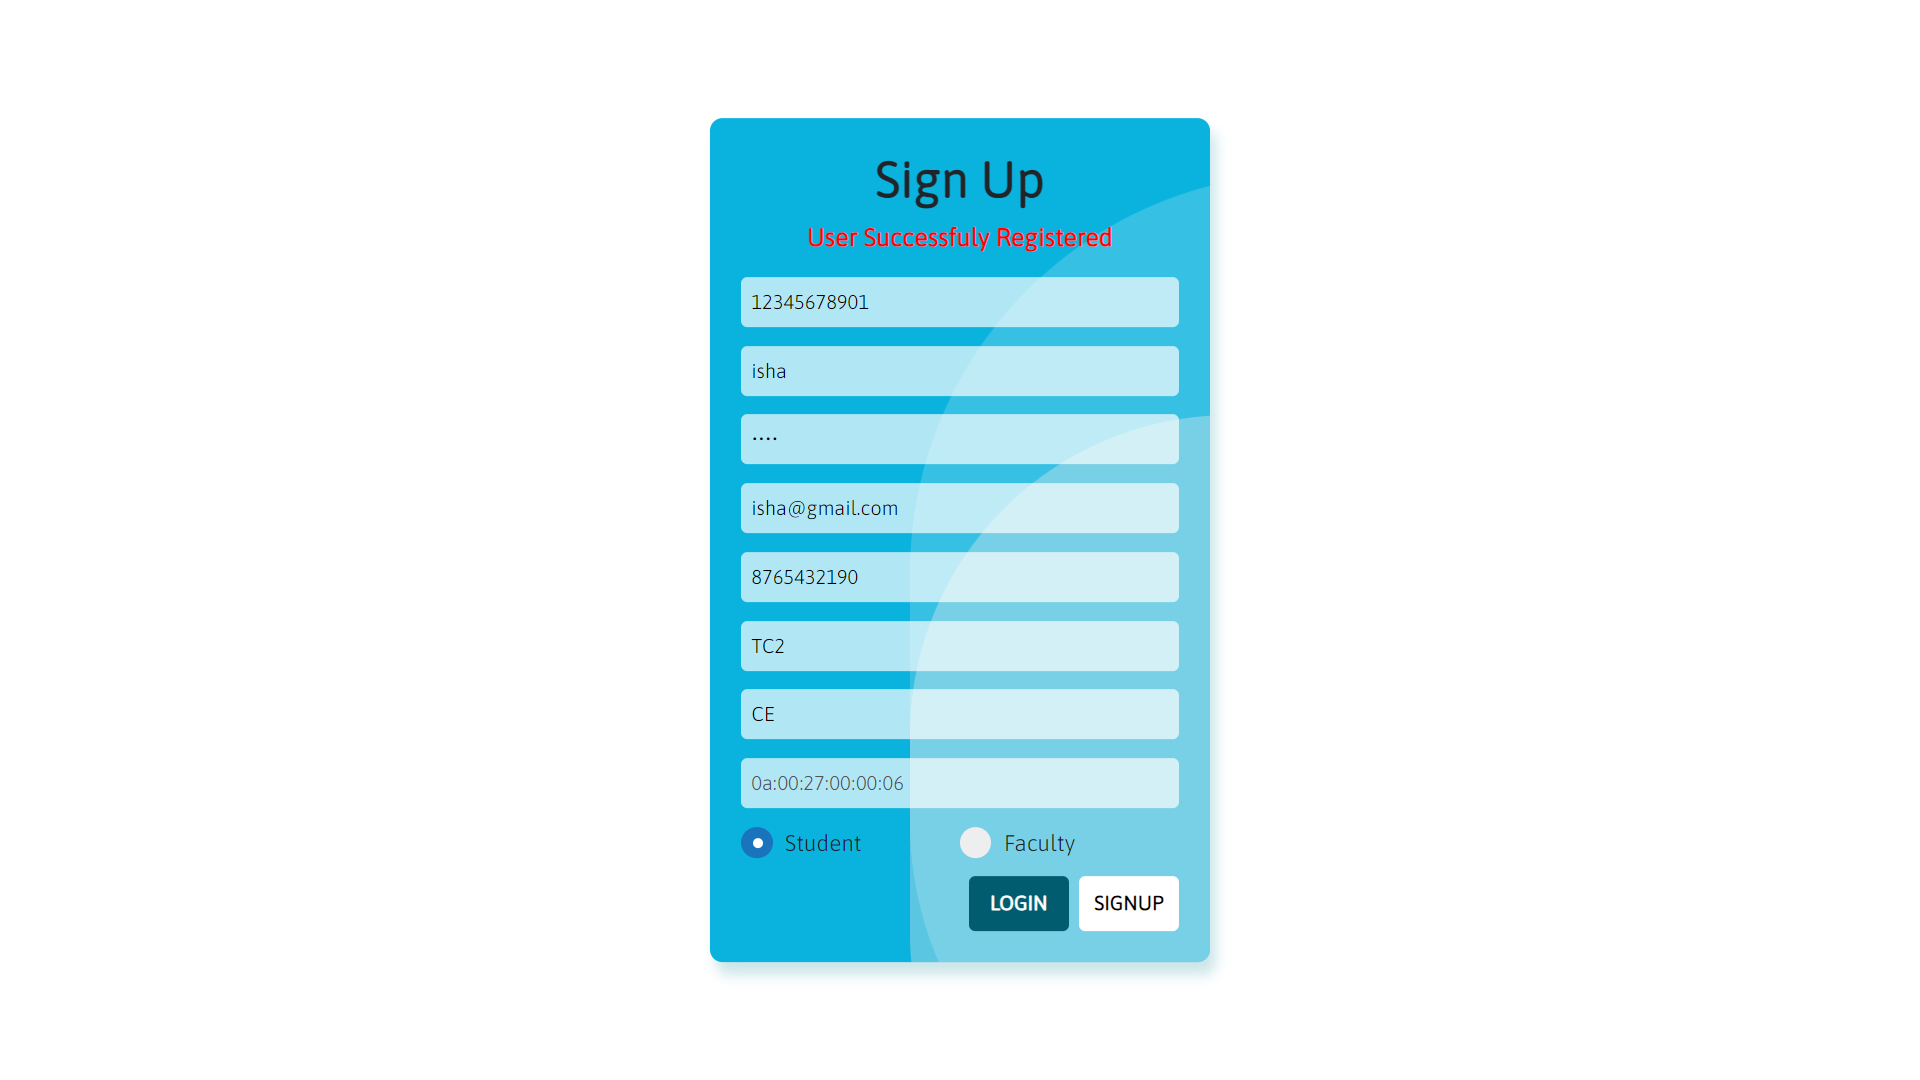 Sign Up
User Successfuly Registered
12345678901
isha
····
isha@gmail.com
8765432190
TC2
CE
0a:00:27:00:00:06
Student Faculty
LOGIN SIGNUP